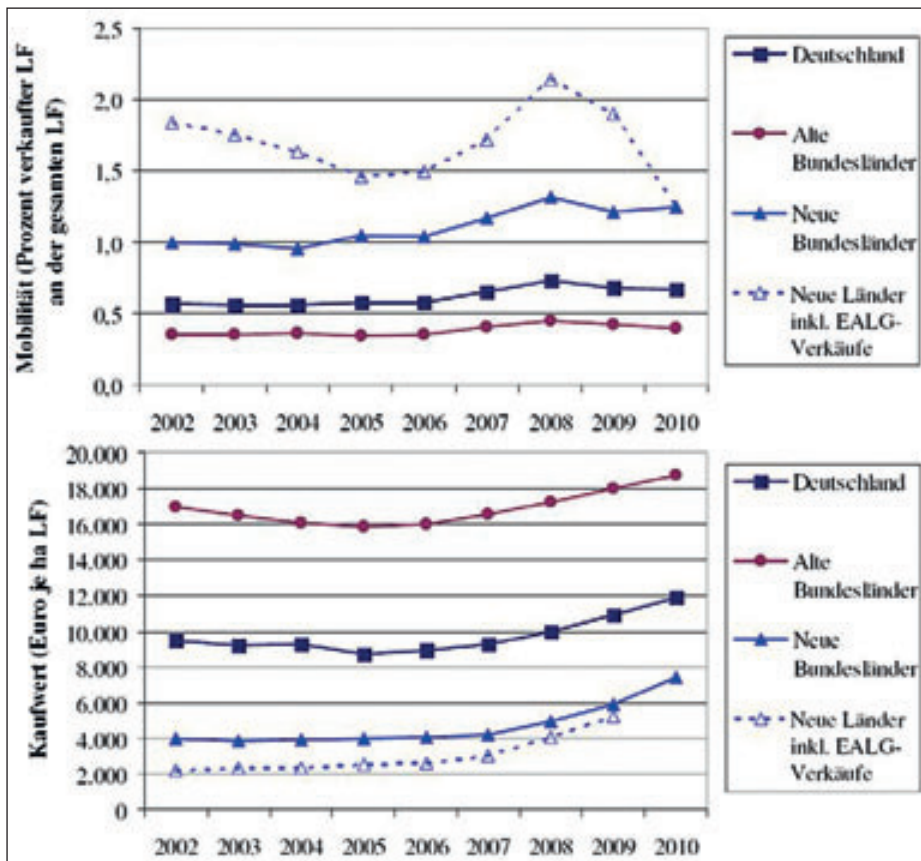 Mobilität (Prozent verkaufter LF
an der gesamten LF)
2,5
2,0
1,5
1,0
0,5
0,0
2002 2003 2004 2005 2006 2007 2008 2009 2010
Deutschland
Alte
Bundesländer
Neue
Bundesländer
Neue Länder
inkl. EALG-
Verkäufe
Kaufwert (Euro je ha LF)
20.000
18.000
16.000
14.000
12.000
10.000
8.000
6.000
4.000
2.000
0
2002 2003 2004 2005 2006 2007 2008 2009 2010
Deutschland
Alte
Bundesländer
Neue
Bundesländer
Neue Länder
inkl. EALG-
Verkäufe